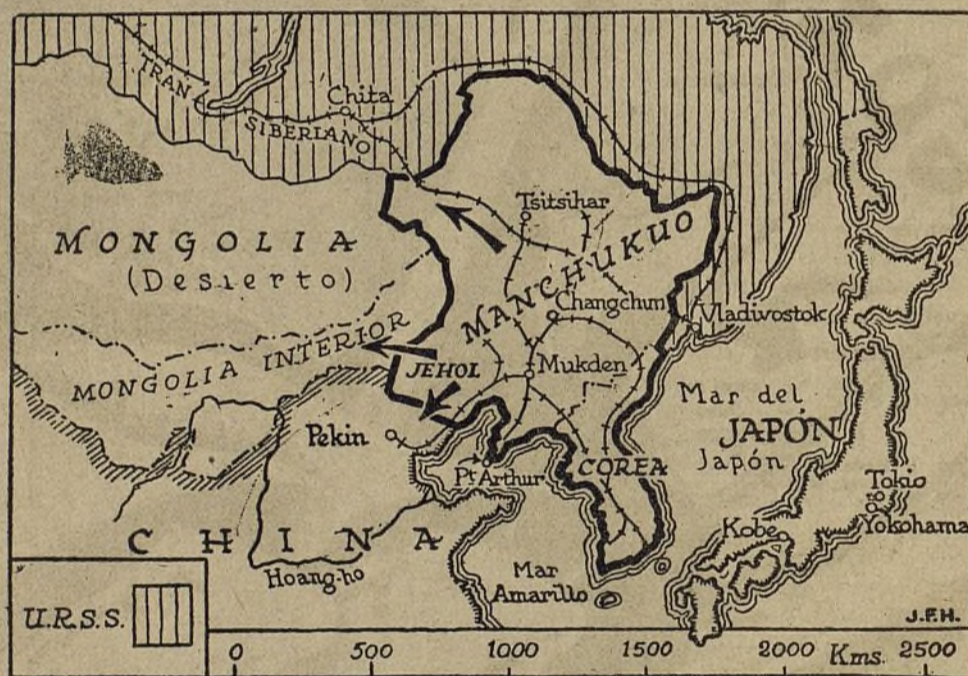 TRAN
SIBERIANO
Chita
Tsitsihar
MONGOLIA
(Desierto)
MANCHUKUO
Changchun
Vladivostok
MONGOLIA INTERIOR
JEHOL
Mukden
Mar del
JAPÓN
Japón
Pekin
COREA
Pt. Arthur
Tokio
Yokohama
Kobe
CHINA
Hoang-ho
Mar
Amarillo
J.F.H.
U.R.S.S.
0 500 1000 1500 2000 Kms. 2500